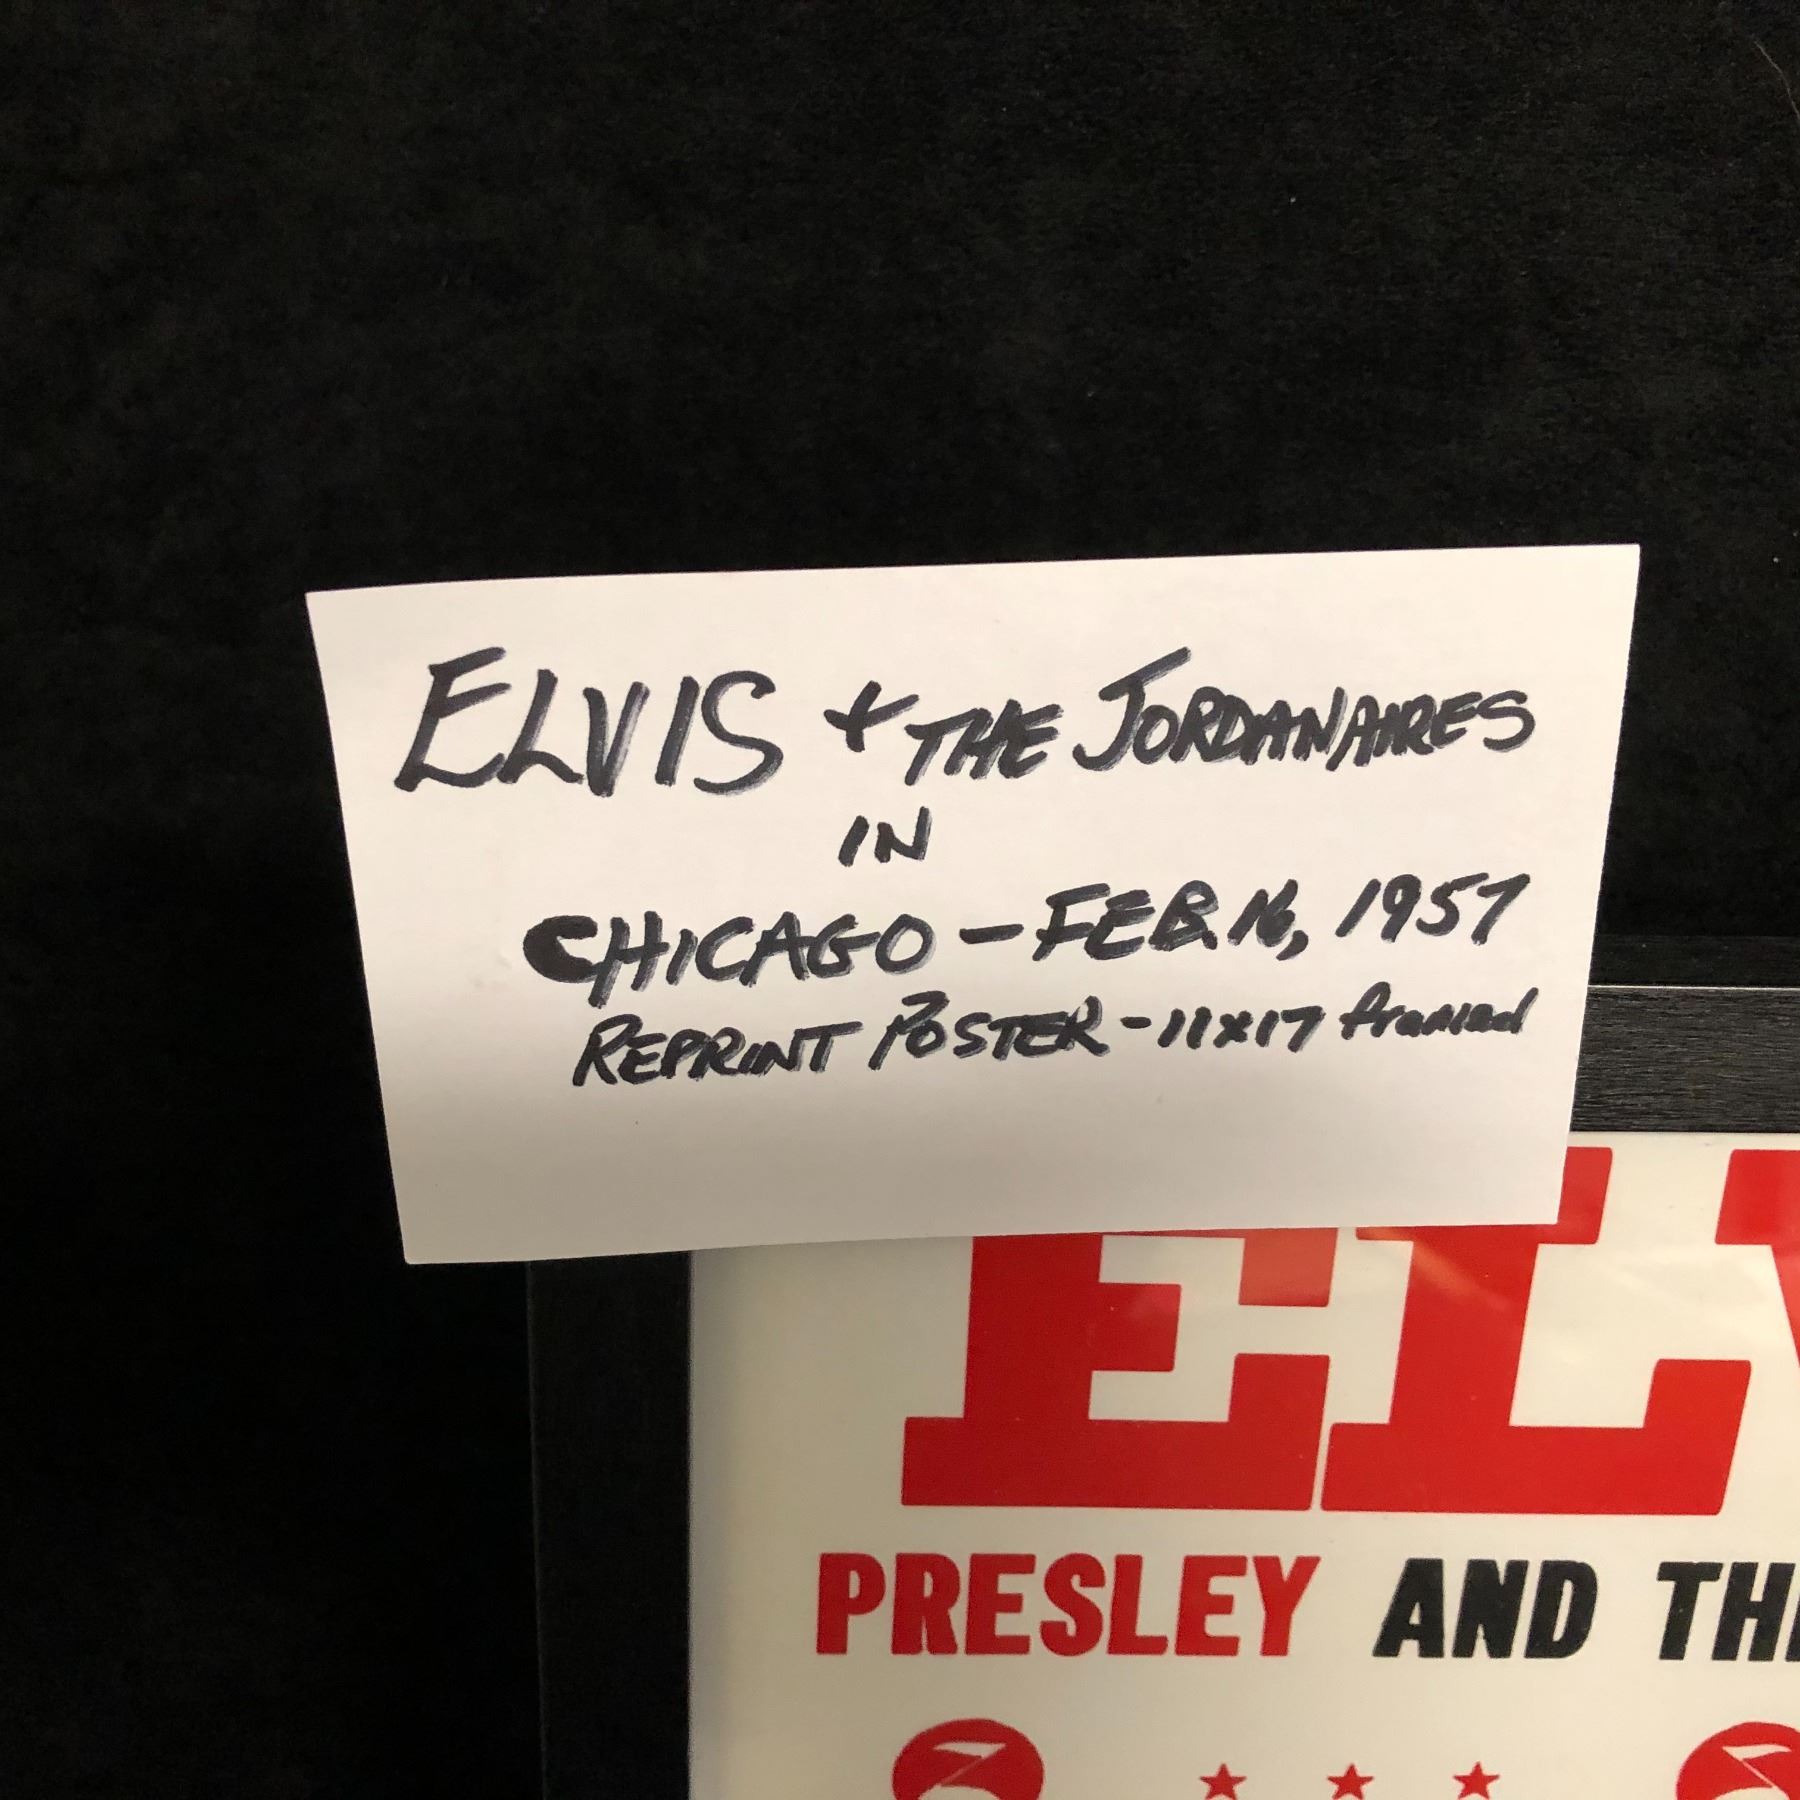 ELVIS + THE JORDANAIRES
IN
CHICAGO - FEB. 16, 1957
REPRINT POSTER - 11x17 framed
ELV
PRESLEY AND TH